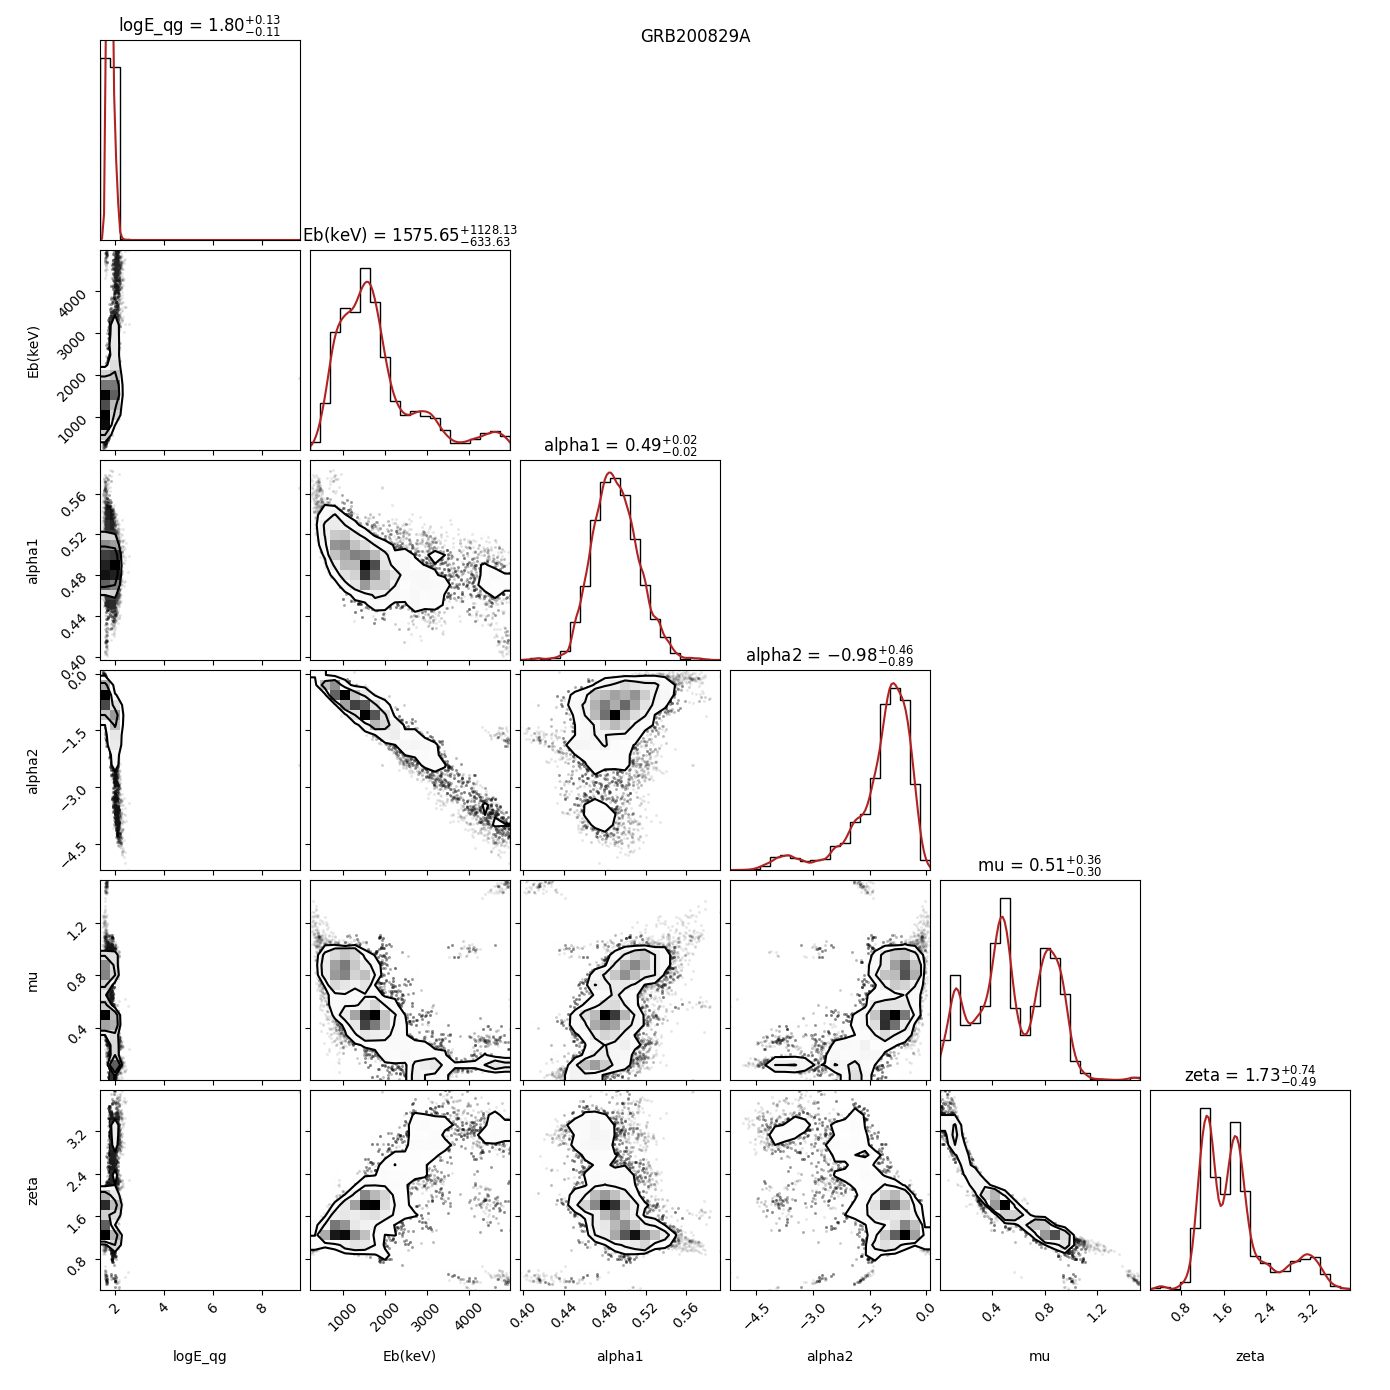 GRB200829A
logE_qg = 1.80+0.13−0.11
Eb(keV) = 1575.65+1128.13−633.63
alpha1 = 0.49+0.02−0.02
alpha2 = −0.98+0.46−0.89
mu = 0.51+0.36−0.30
zeta = 1.73+0.74−0.49
Eb(keV)
4000
3000
2000
1000
alpha1
0.56
0.52
0.48
0.44
0.40
alpha2
0.0
−1.5
−3.0
−4.5
mu
1.2
0.8
0.4
zeta
3.2
2.4
1.6
0.8
2 4 6 8
1000 2000 3000 4000
0.40 0.44 0.48 0.52 0.56
−4.5 −3.0 −1.5 0.0
0.4 0.8 1.2
0.8 1.6 2.4 3.2
logE_qg Eb(keV) alpha1 alpha2 mu zeta